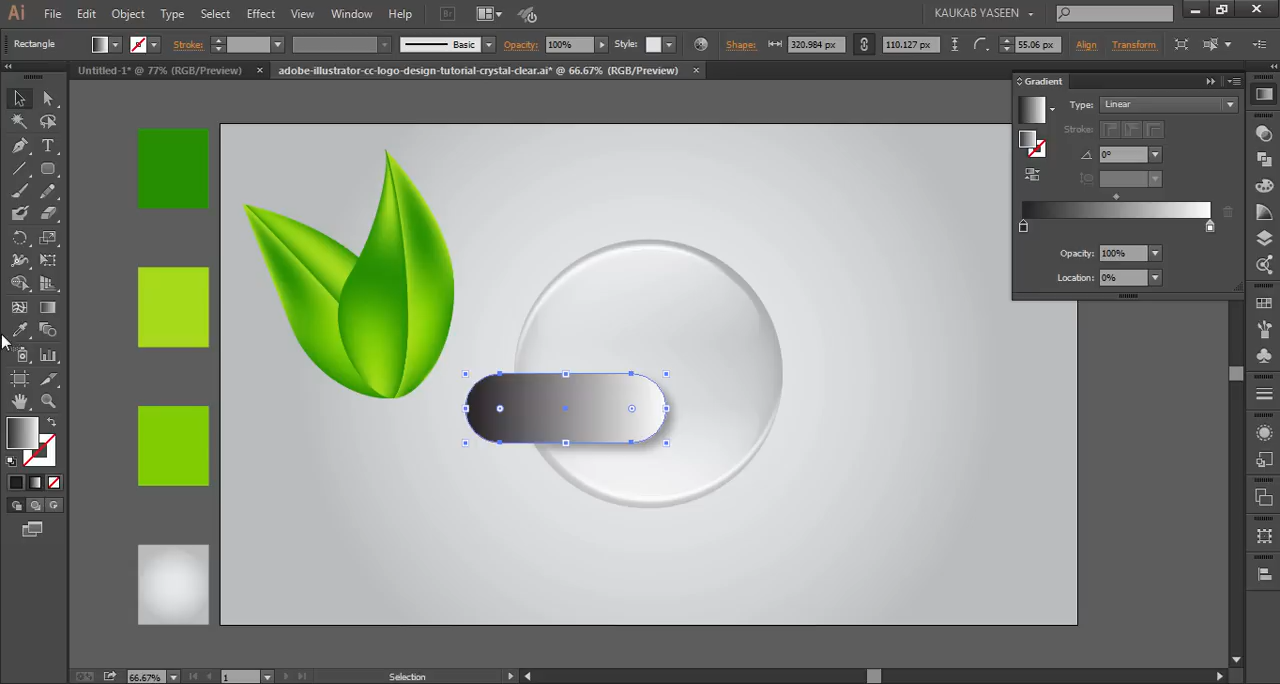 Ai File Edit Object Type Select Effect View Window Help Br KAUKAB YASEEN
Rectangle Stroke: Basic Opacity: 100% Style: Shape: 320.984 px 110.127 px 55.06 px Align Transform
Untitled-1* @ 77% (RGB/Preview) × adobe-illustrator-cc-logo-design-tutorial-crystal-clear.ai* @ 66.67% (RGB/Preview) ×
Gradient
Type: Linear
Stroke:
0°
Opacity: 100%
Location: 0%
66.67% 1 Selection